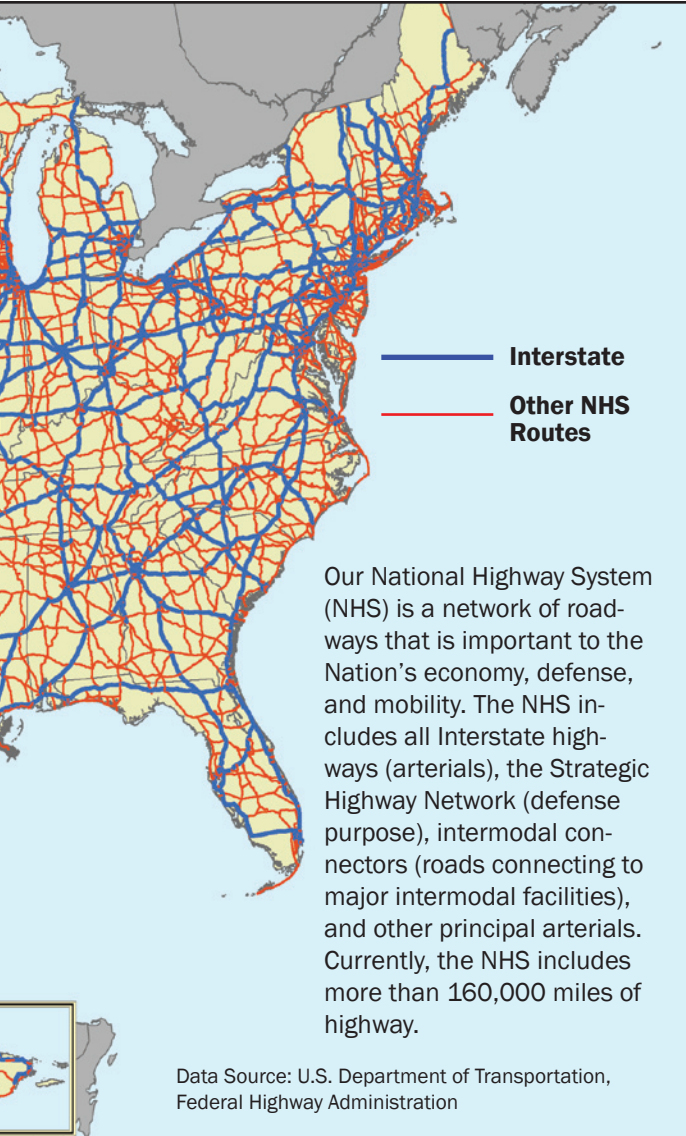 Interstate
Other NHS
Routes
Our National Highway System
(NHS) is a network of road-
ways that is important to the
Nation's economy, defense,
and mobility. The NHS in-
cludes all Interstate high-
ways (arterials), the Strategic
Highway Network (defense
purpose), intermodal con-
nectors (roads connecting to
major intermodal facilities),
and other principal arterials.
Currently, the NHS includes
more than 160,000 miles of
highway.
Data Source: U.S. Department of Transportation,
Federal Highway Administration